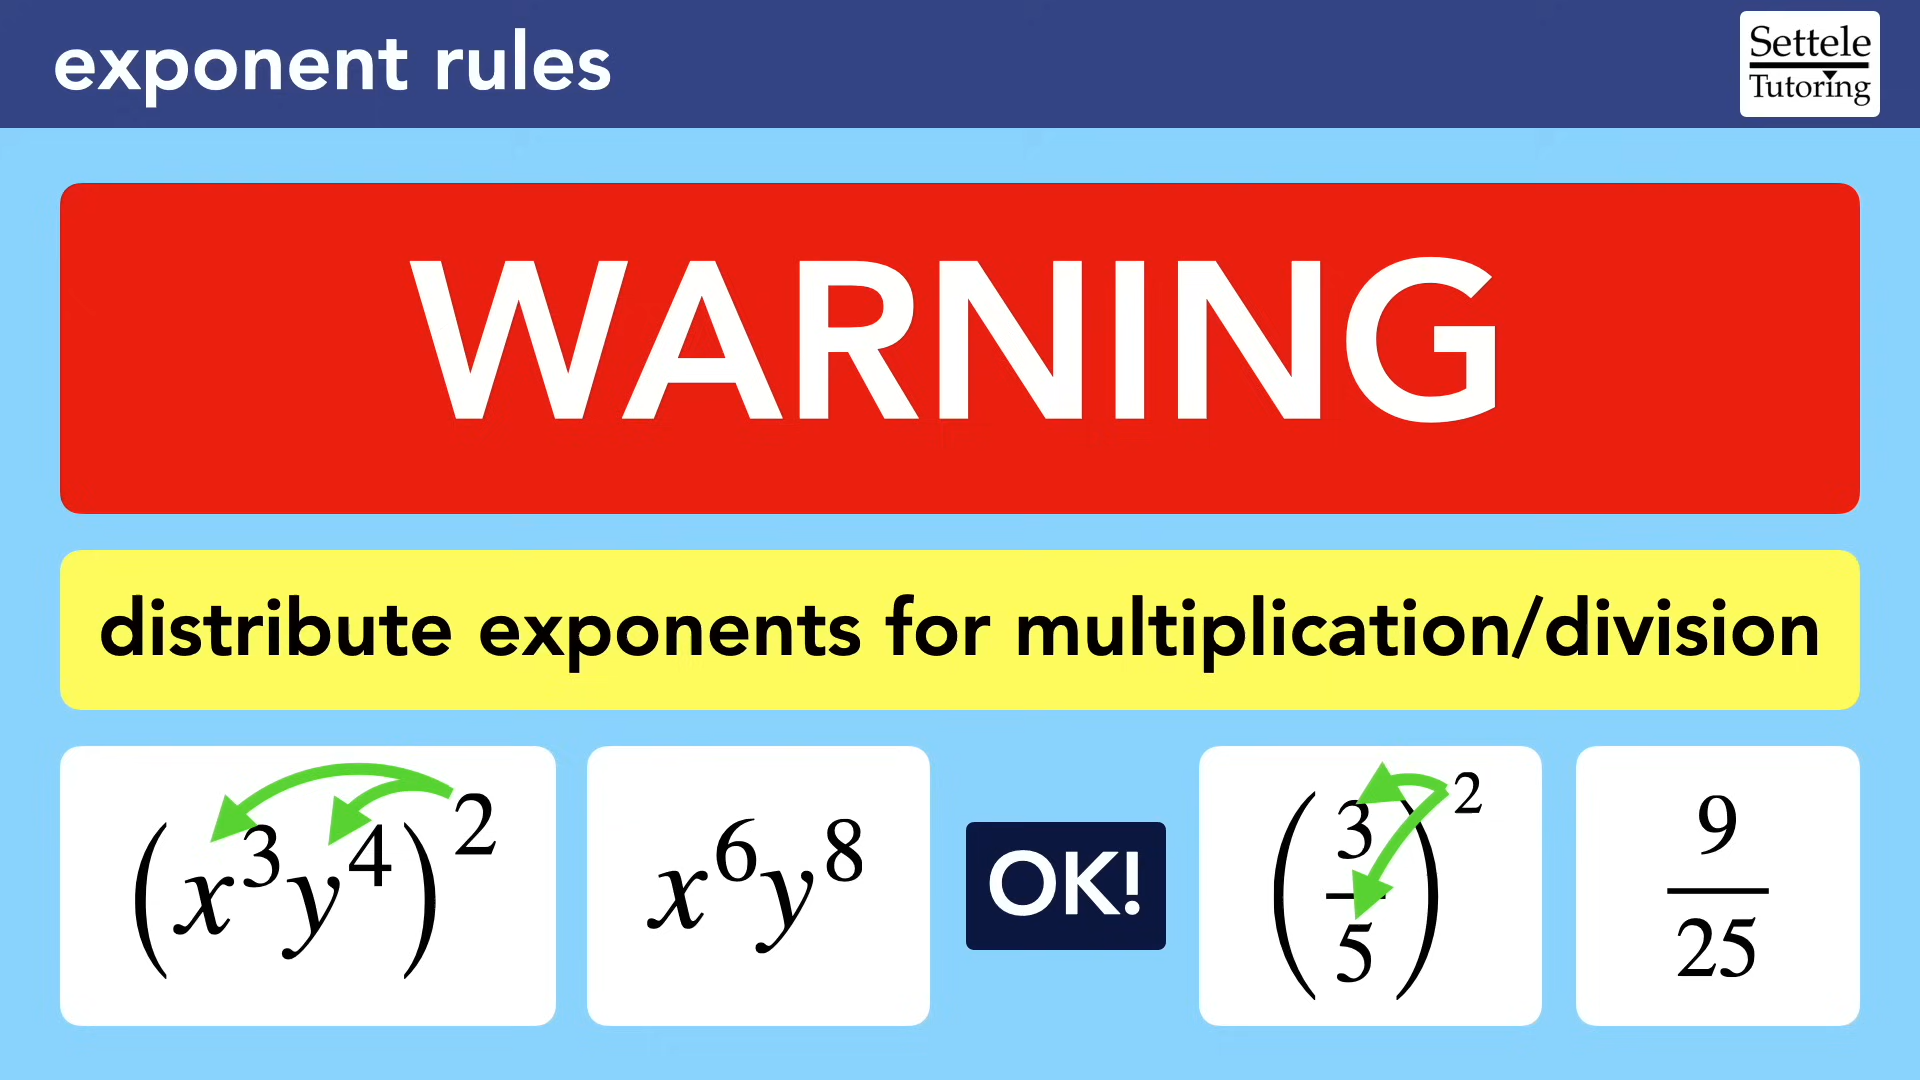 exponent rules
Settele
Tutoring
WARNING
distribute exponents for multiplication/division
(x³y⁴)²
x⁶y⁸
OK!
(3/5)²
9/25